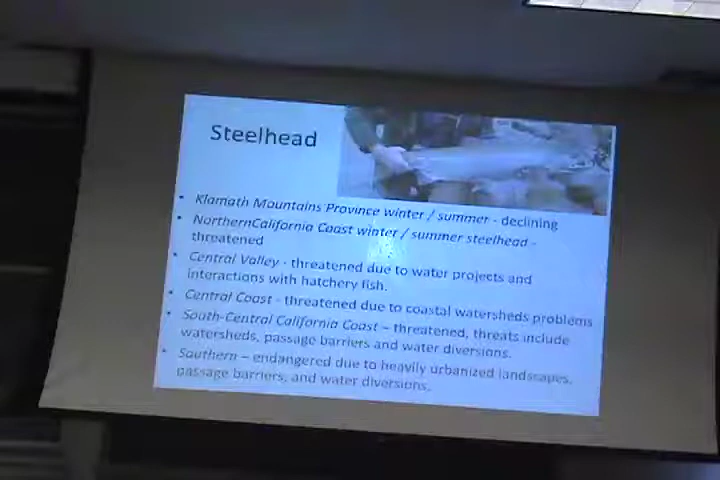 Steelhead
• Klamath Mountains Province winter / summer - declining
• NorthernCalifornia Coast winter / summer steelhead -
threatened
• Central Valley - threatened due to water projects and
interactions with hatchery fish.
• Central Coast - threatened due to coastal watersheds problems
• South-Central California Coast – threatened, threats include
watersheds, passage barriers and water diversions.
• Southern – endangered due to heavily urbanized landscapes,
passage barriers, and water diversions.